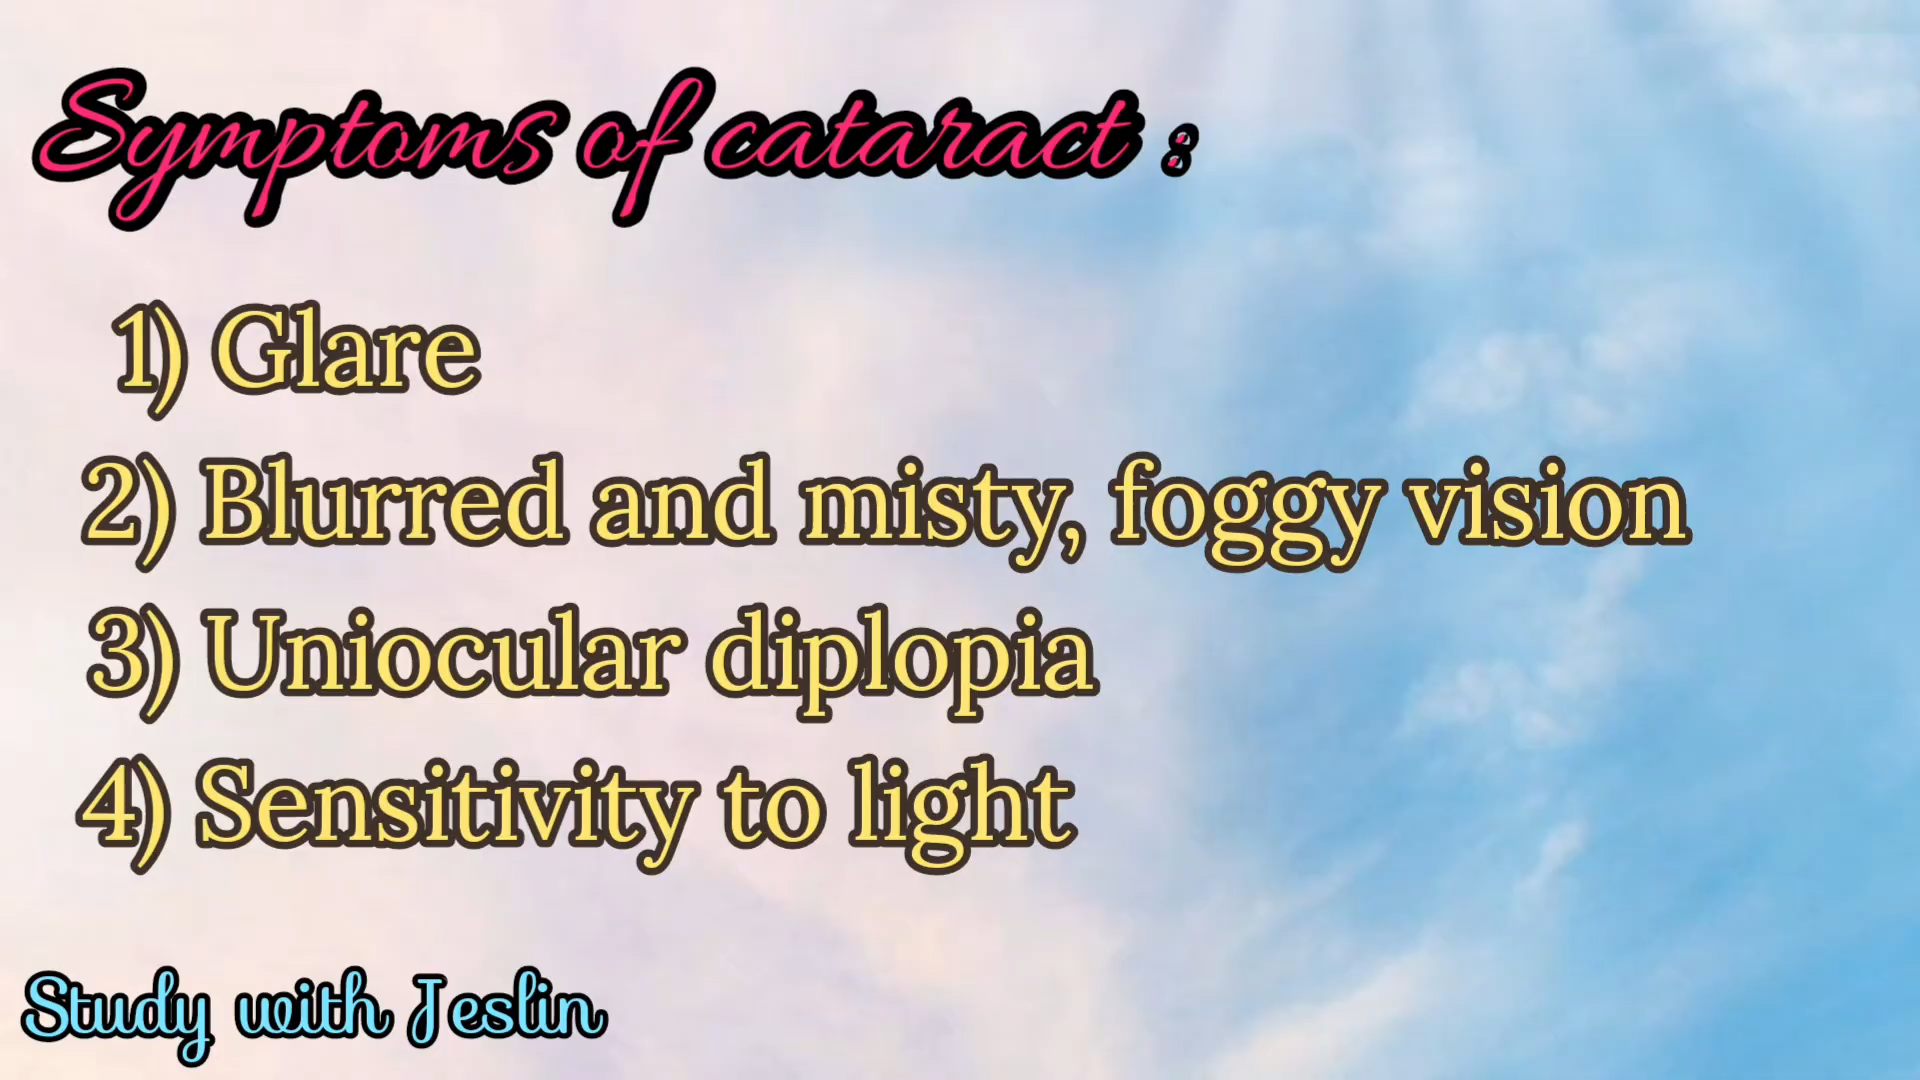 Symptoms of cataract :
1) Glare
2) Blurred and misty, foggy vision
3) Uniocular diplopia
4) Sensitivity to light
Study with Jeslin